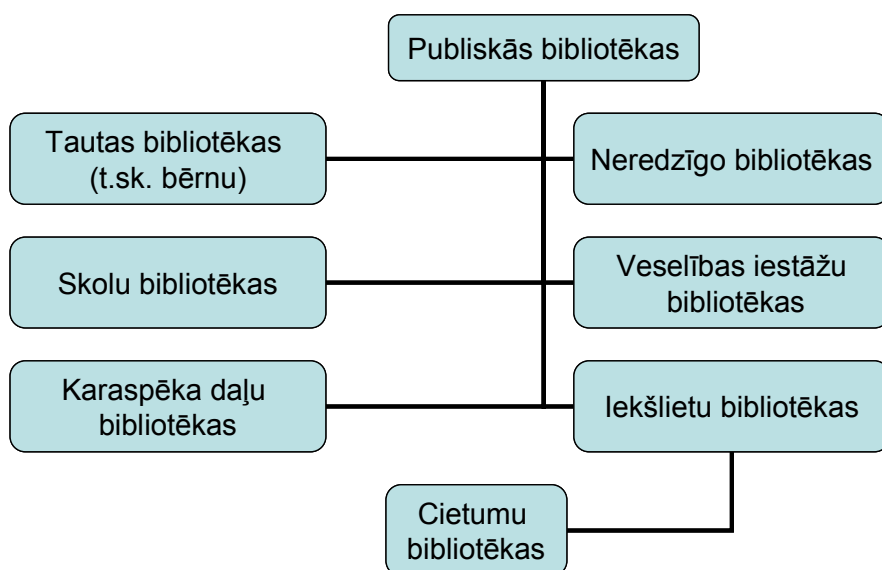 Publiskās bibliotēkas
Tautas bibliotēkas
(t.sk. bērnu)
Neredzīgo bibliotēkas
Skolu bibliotēkas
Veselības iestāžu
bibliotēkas
Karaspēka daļu
bibliotēkas
Iekšlietu bibliotēkas
Cietumu
bibliotēkas